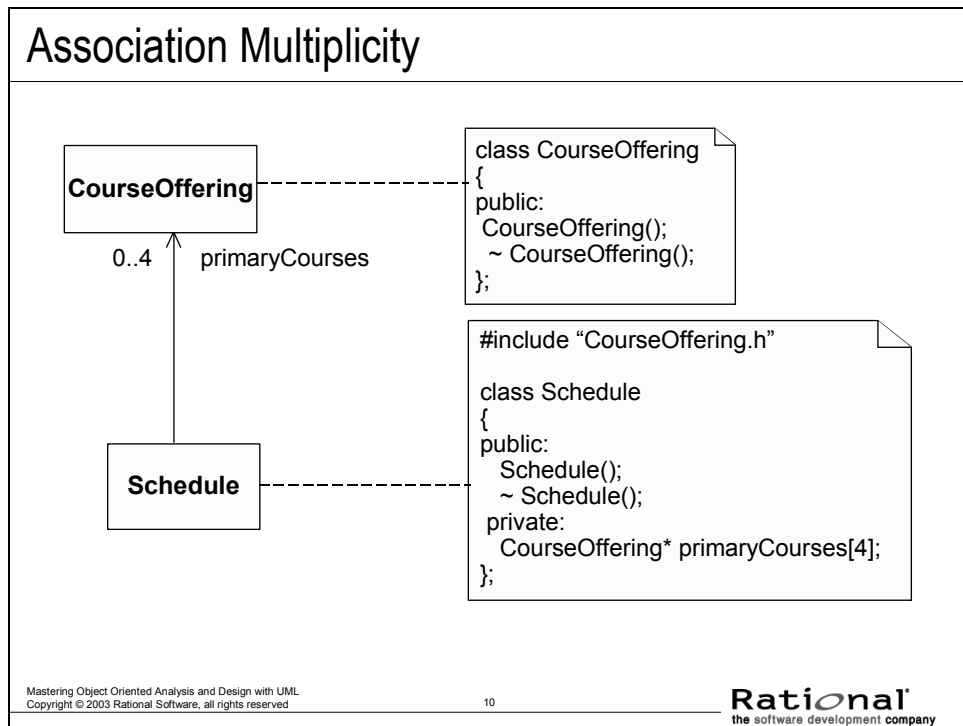 Association Multiplicity
CourseOffering
0..4 primaryCourses
Schedule
class CourseOffering
{
public:
CourseOffering();
~ CourseOffering();
};
#include “CourseOffering.h”
class Schedule
{
public:
Schedule();
~ Schedule();
private:
CourseOffering* primaryCourses[4];
};
Mastering Object Oriented Analysis and Design with UML
Copyright © 2003 Rational Software, all rights reserved
10
Rational
the software development company